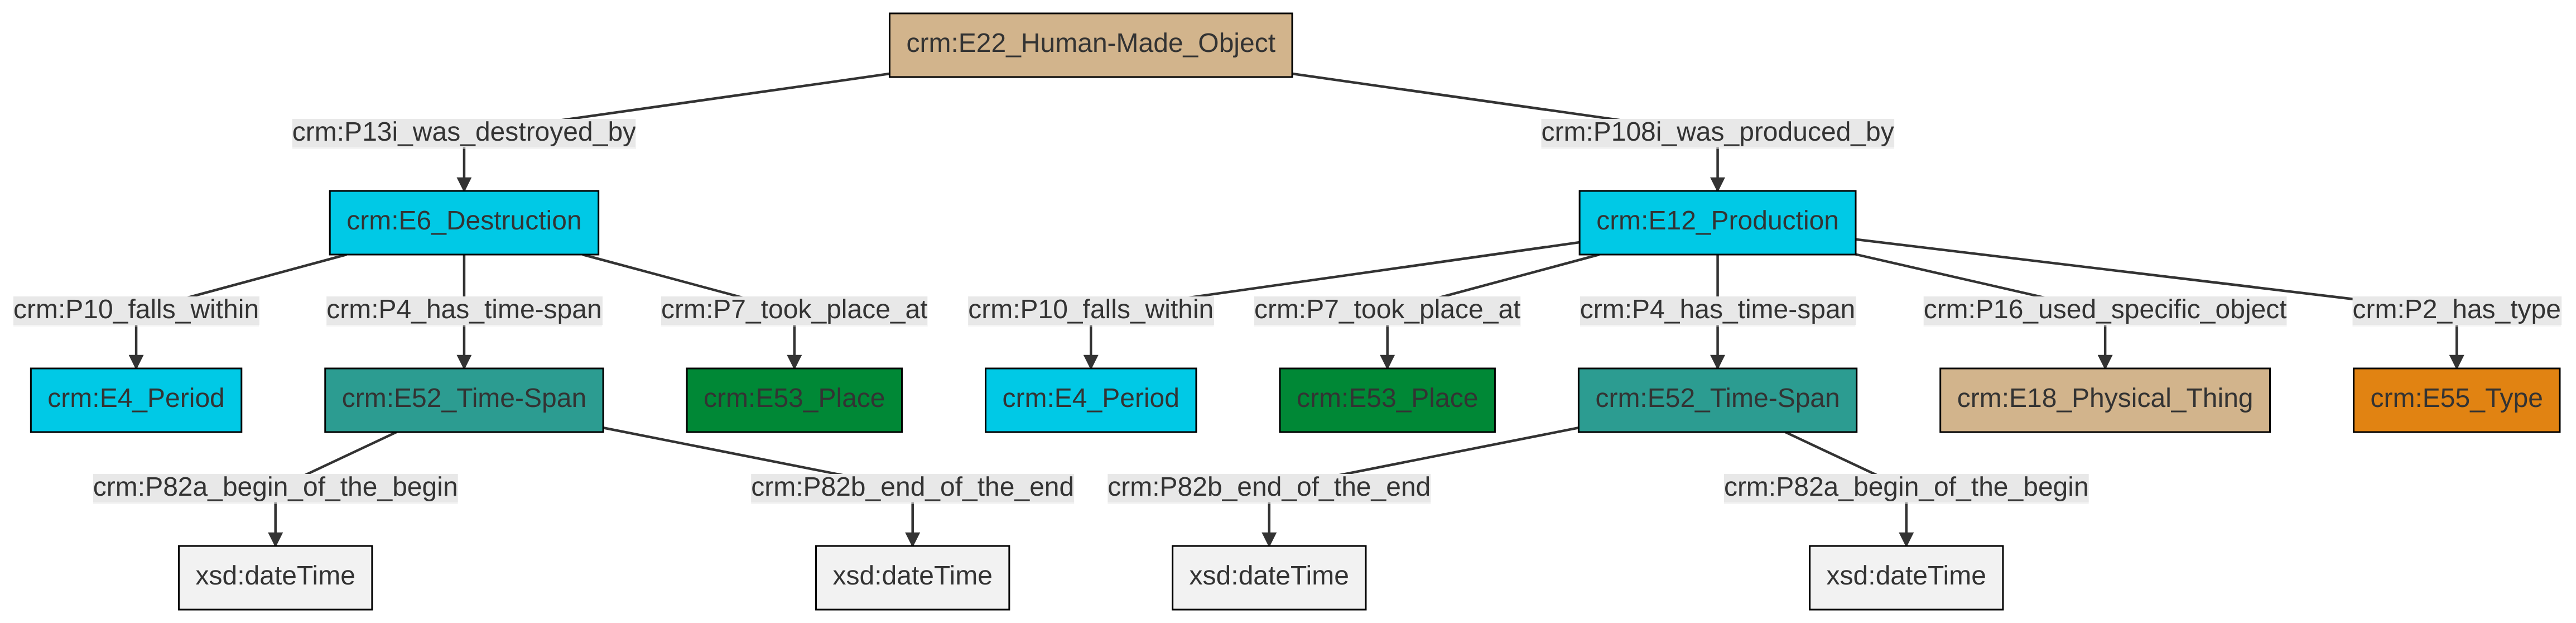 crm:E22_Human-Made_Object
crm:P13i_was_destroyed_by
crm:P108i_was_produced_by
crm:E6_Destruction
crm:E12_Production
crm:P10_falls_within
crm:P4_has_time-span
crm:P7_took_place_at
crm:P10_falls_within
crm:P7_took_place_at
crm:P4_has_time-span
crm:P16_used_specific_object
crm:P2_has_type
crm:E4_Period
crm:E52_Time-Span
crm:E53_Place
crm:E4_Period
crm:E53_Place
crm:E52_Time-Span
crm:E18_Physical_Thing
crm:E55_Type
crm:P82a_begin_of_the_begin
crm:P82b_end_of_the_end
crm:P82b_end_of_the_end
crm:P82a_begin_of_the_begin
xsd:dateTime
xsd:dateTime
xsd:dateTime
xsd:dateTime